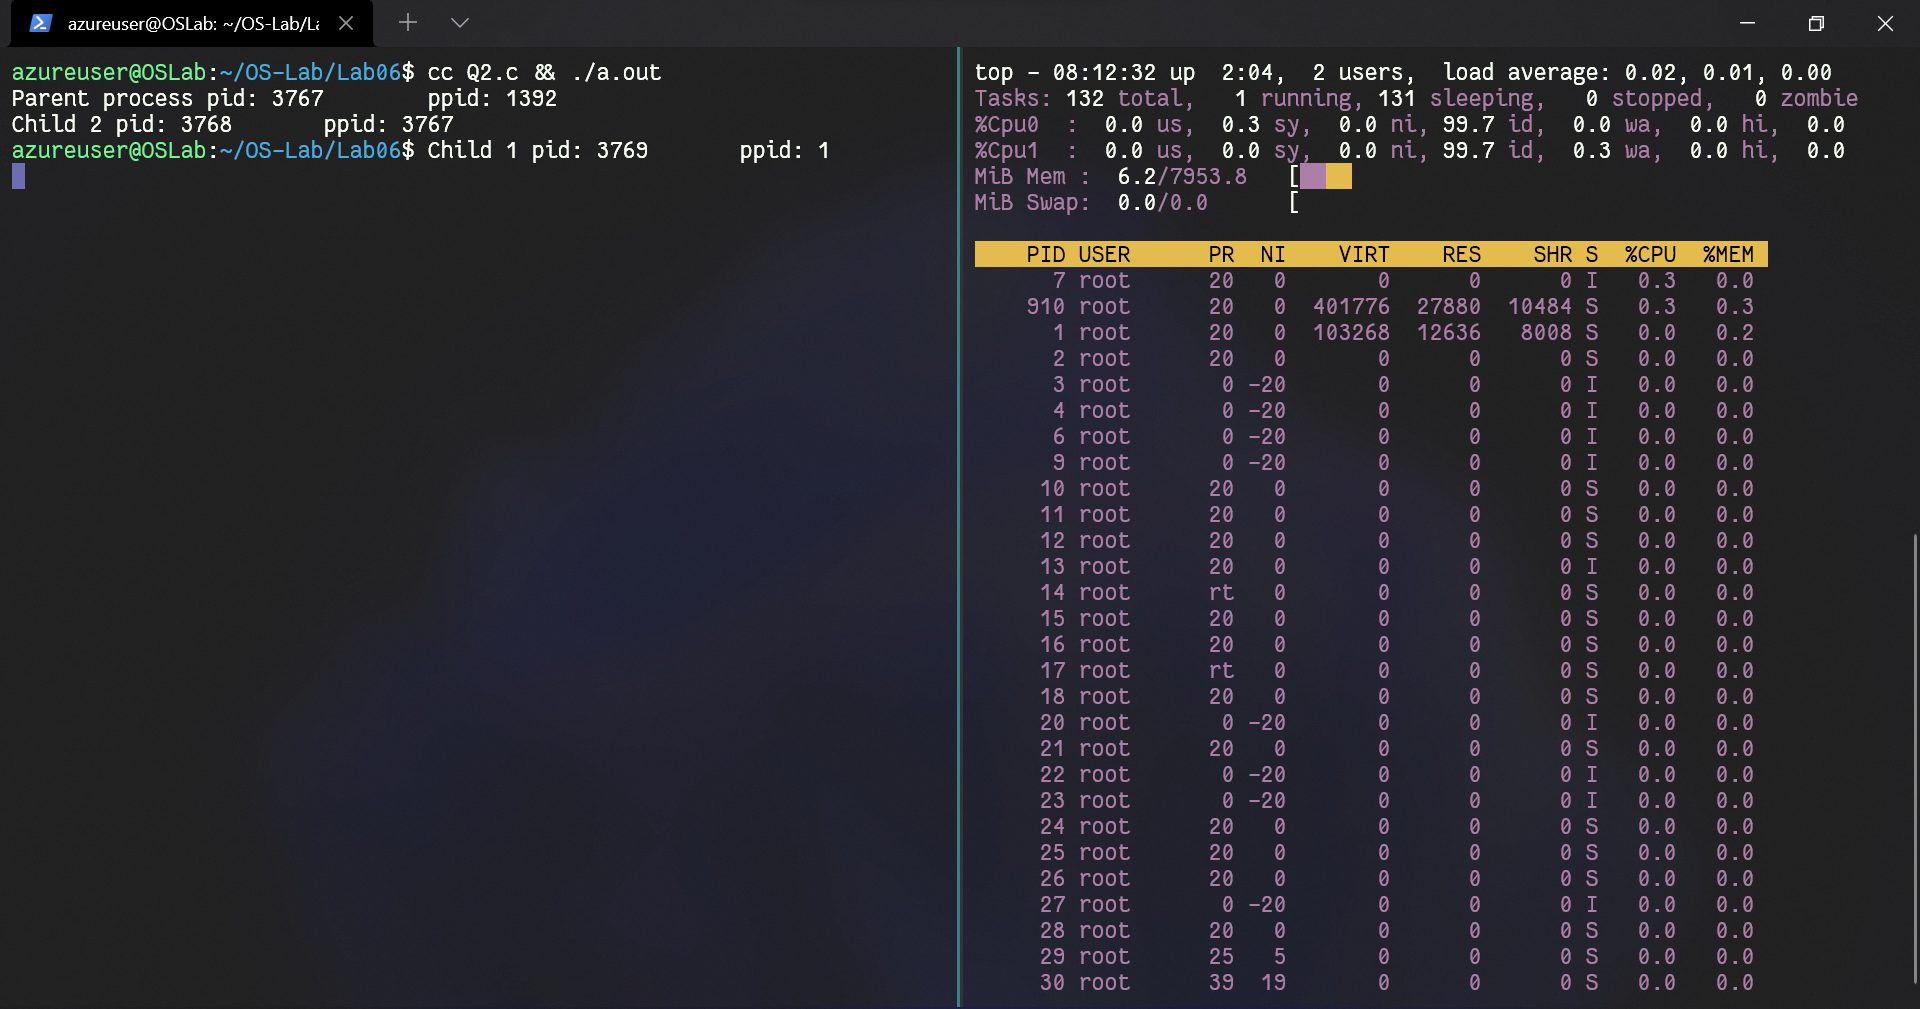 azureuser@OSLab: ~/OS-Lab/La
azureuser@OSLab:~/OS-Lab/Lab06$ cc Q2.c && ./a.out
Parent process pid: 3767        ppid: 1392
Child 2 pid: 3768       ppid: 3767
azureuser@OSLab:~/OS-Lab/Lab06$ Child 1 pid: 3769       ppid: 1
top - 08:12:32 up  2:04,  2 users,  load average: 0.02, 0.01, 0.00
Tasks: 132 total,   1 running, 131 sleeping,   0 stopped,   0 zombie
%Cpu0  :  0.0 us,  0.3 sy,  0.0 ni, 99.7 id,  0.0 wa,  0.0 hi,  0.0
%Cpu1  :  0.0 us,  0.0 sy,  0.0 ni, 99.7 id,  0.3 wa,  0.0 hi,  0.0
MiB Mem :  6.2/7953.8   [
MiB Swap:  0.0/0.0      [
PID USER      PR  NI    VIRT    RES    SHR S  %CPU  %MEM
7 root      20   0       0      0      0 I   0.3   0.0
910 root      20   0  401776  27880  10484 S   0.3   0.3
1 root      20   0  103268  12636   8008 S   0.0   0.2
2 root      20   0       0      0      0 S   0.0   0.0
3 root       0 -20       0      0      0 I   0.0   0.0
4 root       0 -20       0      0      0 I   0.0   0.0
6 root       0 -20       0      0      0 I   0.0   0.0
9 root       0 -20       0      0      0 I   0.0   0.0
10 root      20   0       0      0      0 S   0.0   0.0
11 root      20   0       0      0      0 S   0.0   0.0
12 root      20   0       0      0      0 S   0.0   0.0
13 root      20   0       0      0      0 I   0.0   0.0
14 root      rt   0       0      0      0 S   0.0   0.0
15 root      20   0       0      0      0 S   0.0   0.0
16 root      20   0       0      0      0 S   0.0   0.0
17 root      rt   0       0      0      0 S   0.0   0.0
18 root      20   0       0      0      0 S   0.0   0.0
20 root       0 -20       0      0      0 I   0.0   0.0
21 root      20   0       0      0      0 S   0.0   0.0
22 root       0 -20       0      0      0 I   0.0   0.0
23 root       0 -20       0      0      0 I   0.0   0.0
24 root      20   0       0      0      0 S   0.0   0.0
25 root      20   0       0      0      0 S   0.0   0.0
26 root      20   0       0      0      0 S   0.0   0.0
27 root       0 -20       0      0      0 I   0.0   0.0
28 root      20   0       0      0      0 S   0.0   0.0
29 root      25   5       0      0      0 S   0.0   0.0
30 root      39  19       0      0      0 S   0.0   0.0